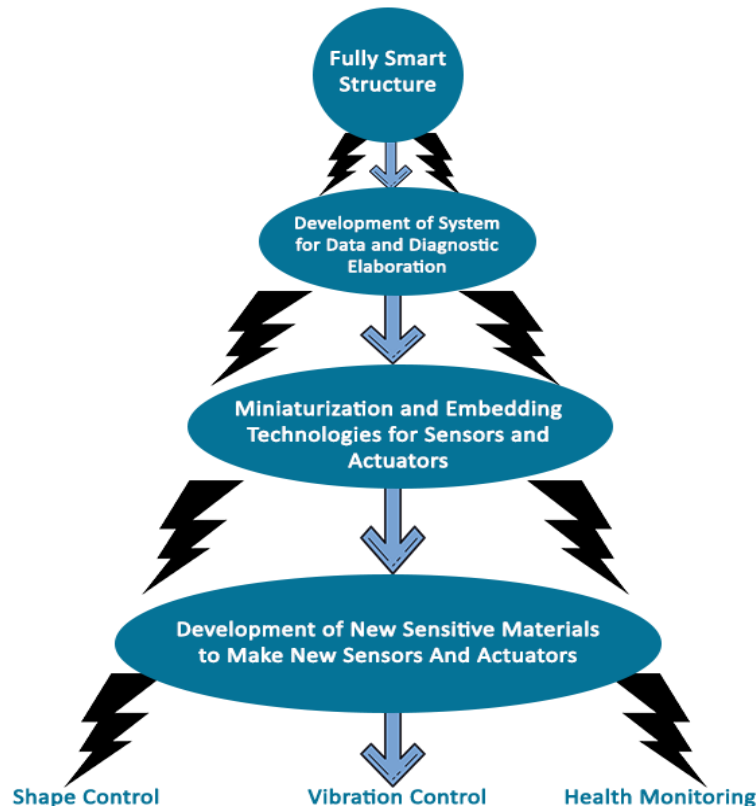 Fully Smart
Structure
Development of System
for Data and Diagnostic
Elaboration
Miniaturization and Embedding
Technologies for Sensors and
Actuators
Development of New Sensitive Materials
to Make New Sensors And Actuators
Shape Control
Vibration Control
Health Monitoring